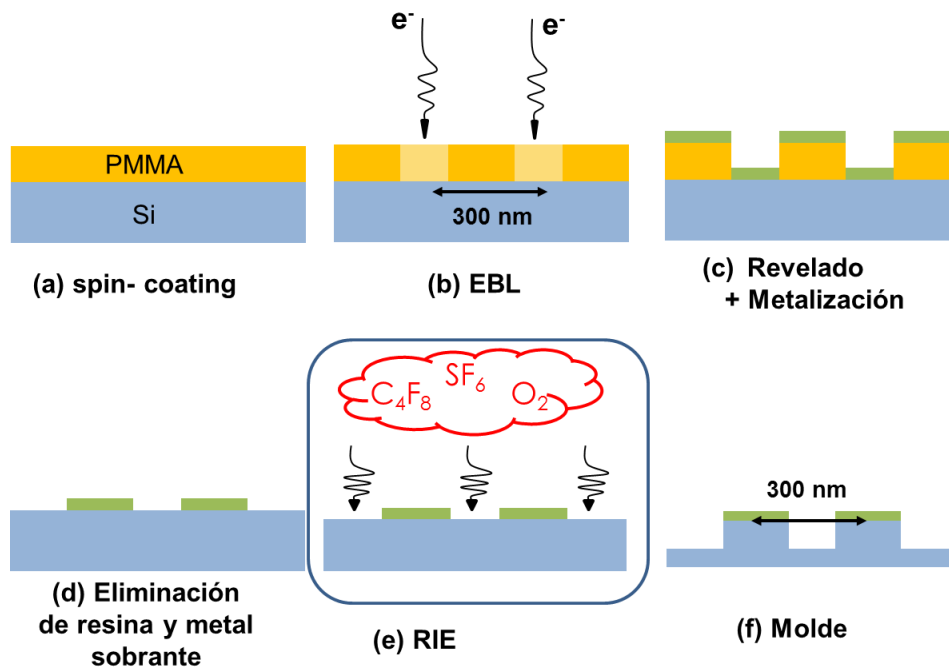 e-
e-
PMMA
Si
300 nm
(a) spin- coating
(b) EBL
(c) Revelado
+ Metalización
C4F8
SF6
O2
300 nm
(d) Eliminación
de resina y metal
sobrante
(e) RIE
(f) Molde